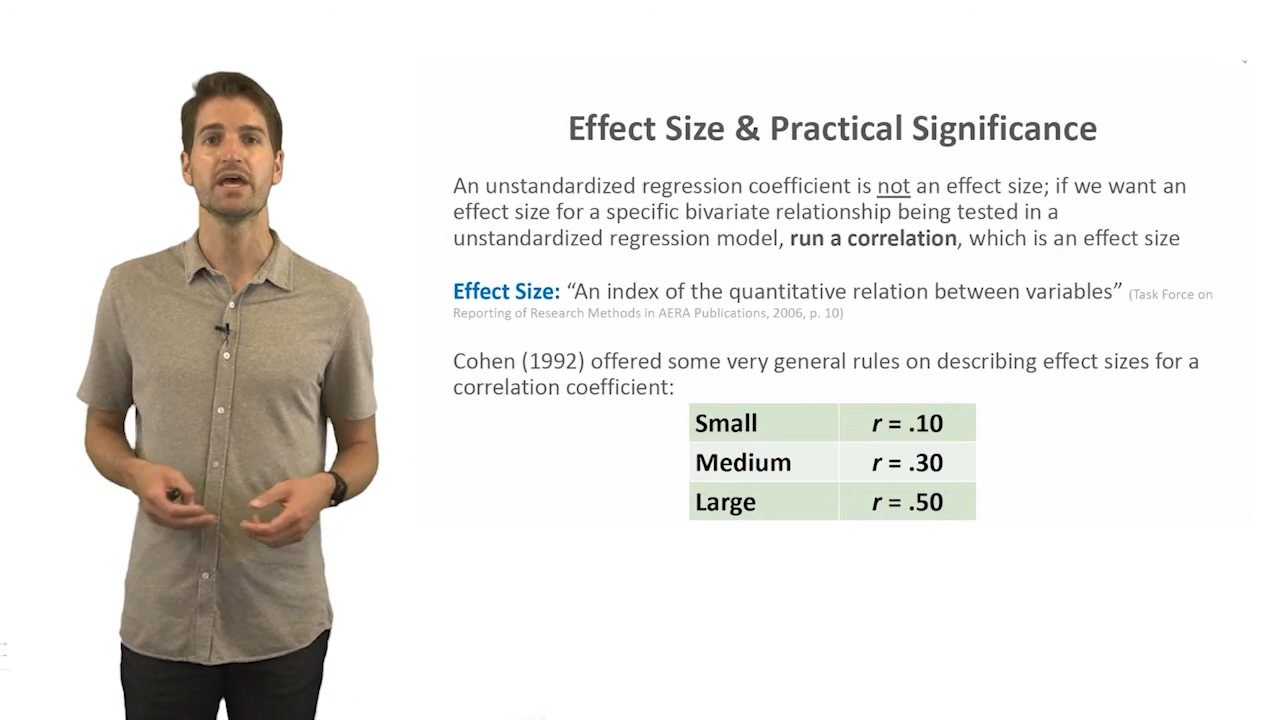 Effect Size & Practical Significance
An unstandardized regression coefficient is not an effect size; if we want an
effect size for a specific bivariate relationship being tested in a
unstandardized regression model, run a correlation, which is an effect size
Effect Size: “An index of the quantitative relation between variables” (Task Force on
Reporting of Research Methods in AERA Publications, 2006, p. 10)
Cohen (1992) offered some very general rules on describing effect sizes for a
correlation coefficient:
Small r = .10
Medium r = .30
Large r = .50